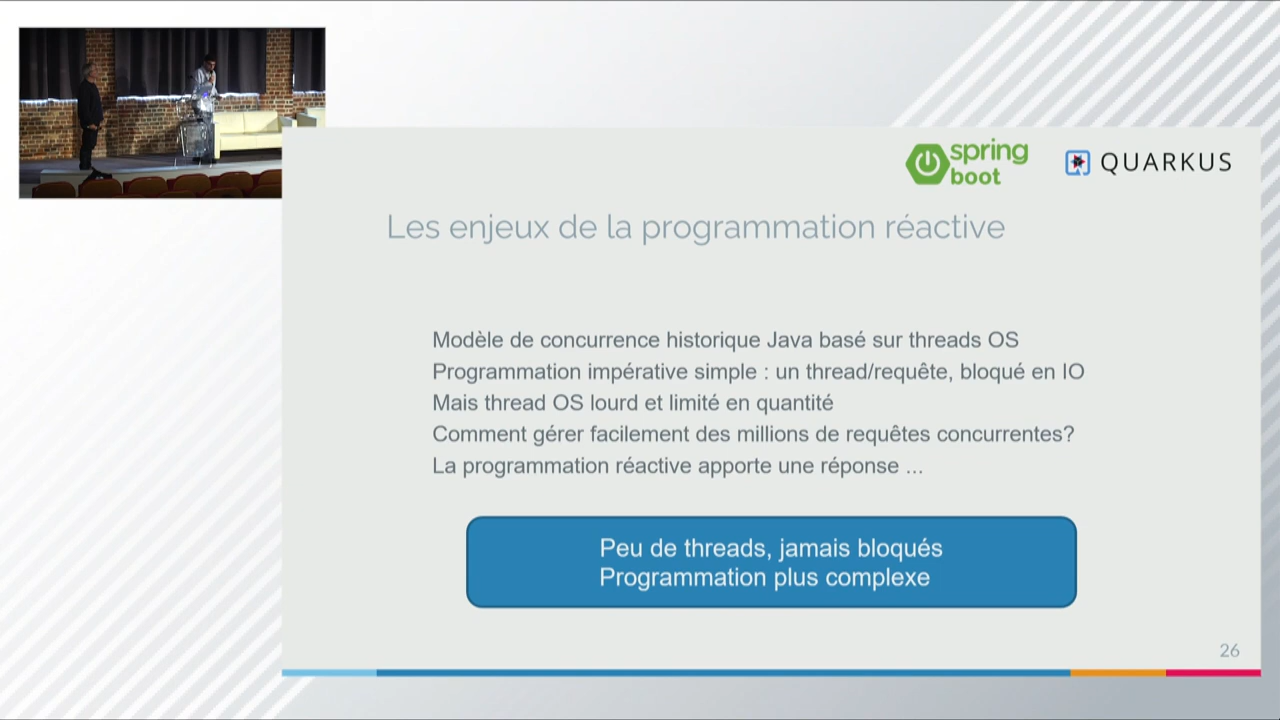 spring
boot
QUARKUS
Les enjeux de la programmation réactive
Modèle de concurrence historique Java basé sur threads OS
Programmation impérative simple : un thread/requête, bloqué en IO
Mais thread OS lourd et limité en quantité
Comment gérer facilement des millions de requêtes concurrentes?
La programmation réactive apporte une réponse ...
Peu de threads, jamais bloqués
Programmation plus complexe
26